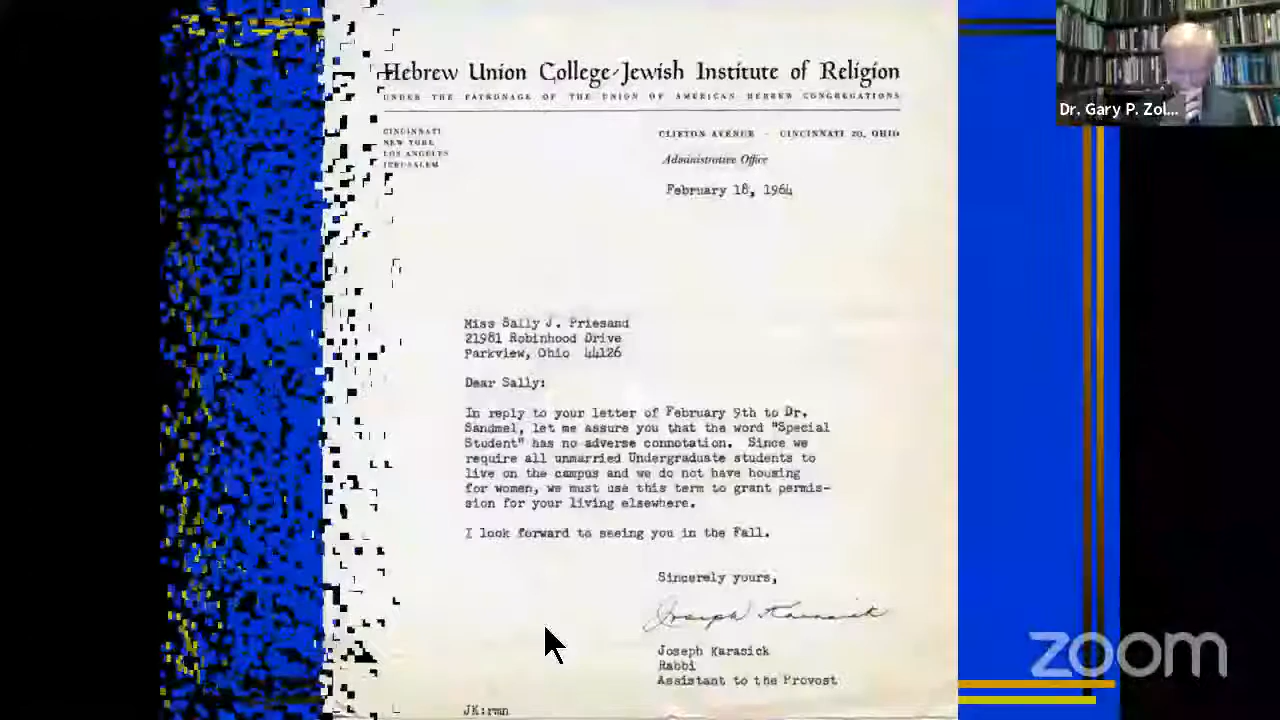 Hebrew Union College-Jewish Institute of Religion
UNDER THE PATRONAGE OF THE UNION OF AMERICAN HEBREW CONGREGATIONS
CINCINNATI
NEW YORK
LOS ANGELES
JERUSALEM
CLIFTON AVENUE · CINCINNATI 20, OHIO
Administrative Office
February 18, 1964
Miss Sally J. Priesand
21981 Robinhood Drive
Parkview, Ohio 44126
Dear Sally:
In reply to your letter of February 9th to Dr.
Sandmel, let me assure you that the word "Special
Student" has no adverse connotation. Since we
require all unmarried Undergraduate students to
live on the campus and we do not have housing
for women, we must use this term to grant permis-
sion for your living elsewhere.
I look forward to seeing you in the Fall.
Sincerely yours,
Joseph Karasick
Joseph Karasick
Rabbi
Assistant to the Provost
JK:rwn
Dr. Gary P. Zol...
zoom